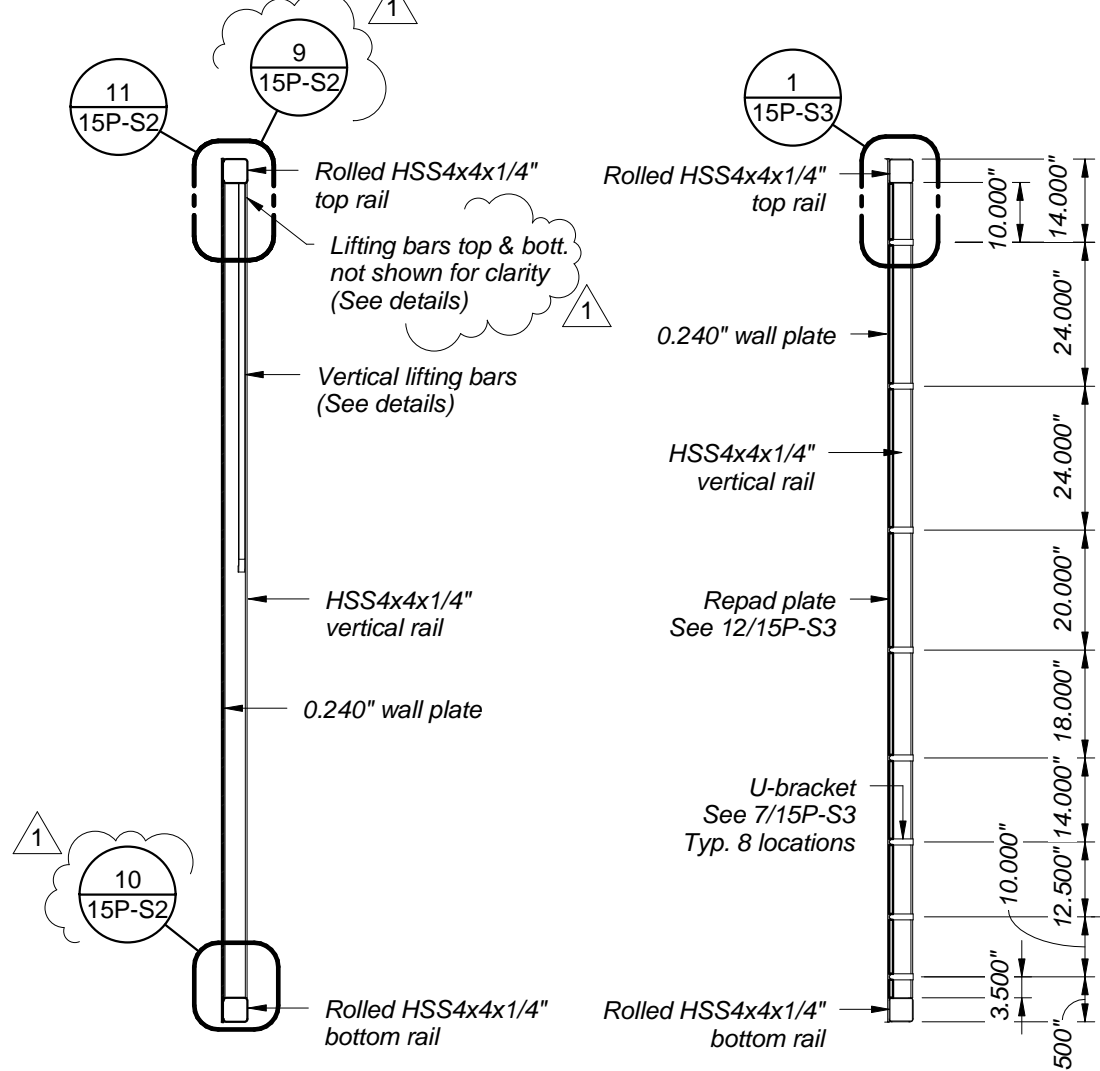 1
9
15P-S2
11
15P-S2
Rolled HSS4x4x1/4"
top rail
Lifting bars top & bott.
not shown for clarity
(See details)
1
Vertical lifting bars
(See details)
HSS4x4x1/4"
vertical rail
0.240" wall plate
1
10
15P-S2
Rolled HSS4x4x1/4"
bottom rail
1
15P-S3
Rolled HSS4x4x1/4"
top rail
10.000"
14.000"
0.240" wall plate
24.000"
HSS4x4x1/4"
vertical rail
24.000"
Repad plate
See 12/15P-S3
20.000"
18.000"
U-bracket
See 7/15P-S3
Typ. 8 locations
14.000"
12.500"
10.000"
3.500"
Rolled HSS4x4x1/4"
bottom rail
500"